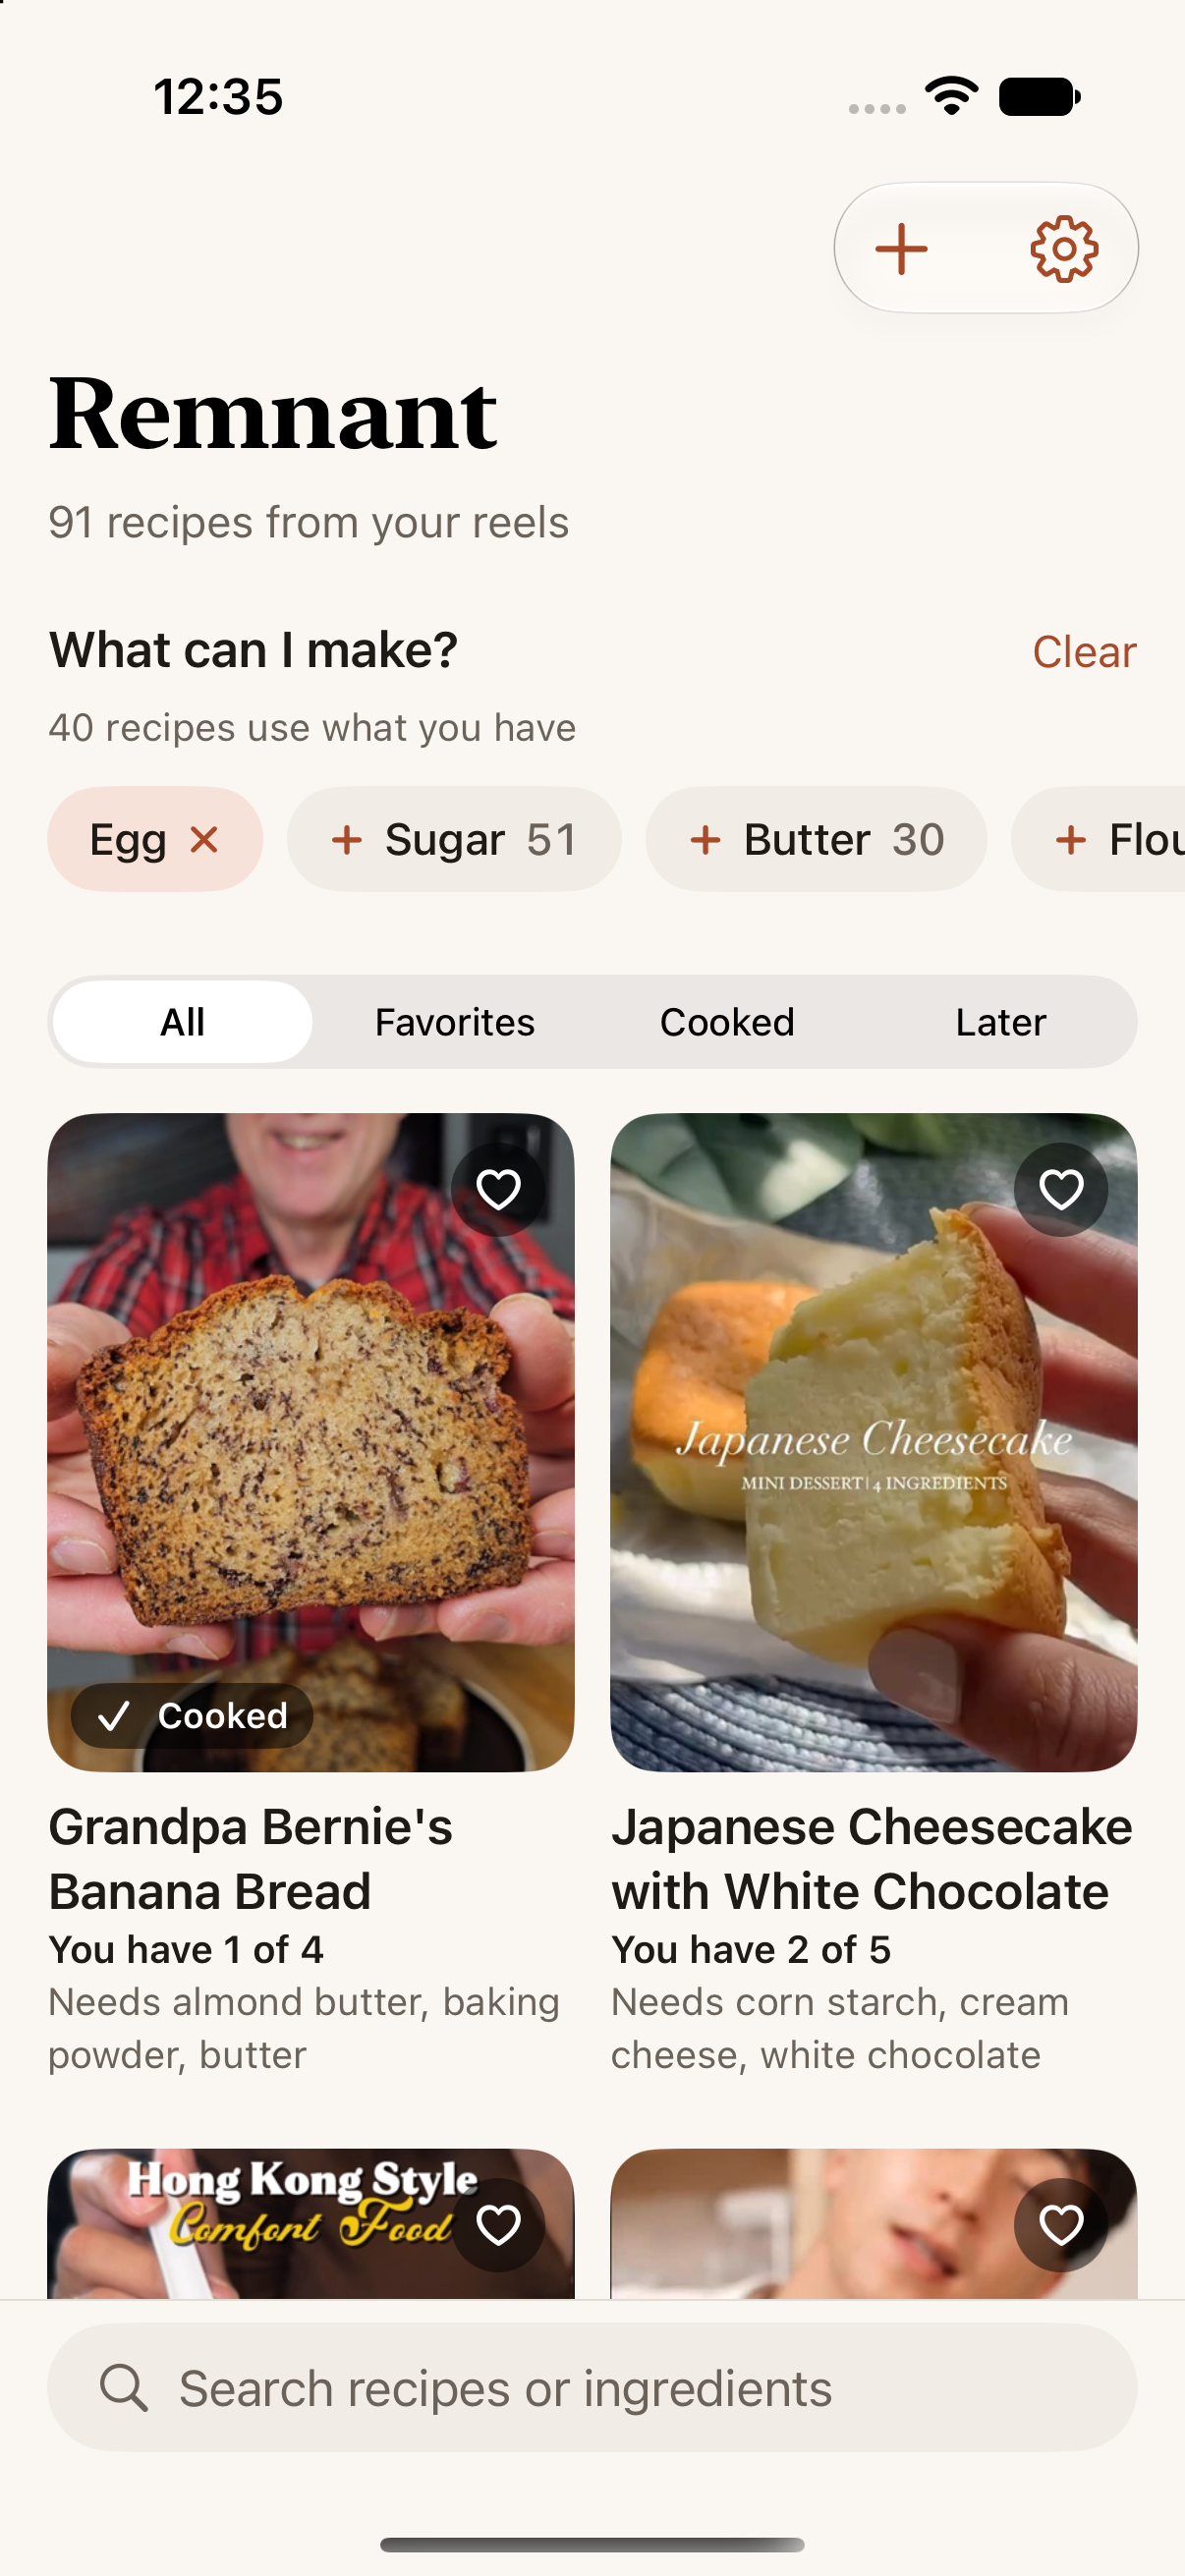 12:35
Remnant
91 recipes from your reels
What can I make?
Clear
40 recipes use what you have
Egg
Sugar 51
Butter 30
Flou
All
Favorites
Cooked
Later
Japanese Cheesecake
MINI DESSERT| 4 INGREDIENTS
Cooked
Grandpa Bernie's
Banana Bread
You have 1 of 4
Needs almond butter, baking
powder, butter
Japanese Cheesecake
with White Chocolate
You have 2 of 5
Needs corn starch, cream
cheese, white chocolate
Hong Kong Style
Comfort Food
Search recipes or ingredients